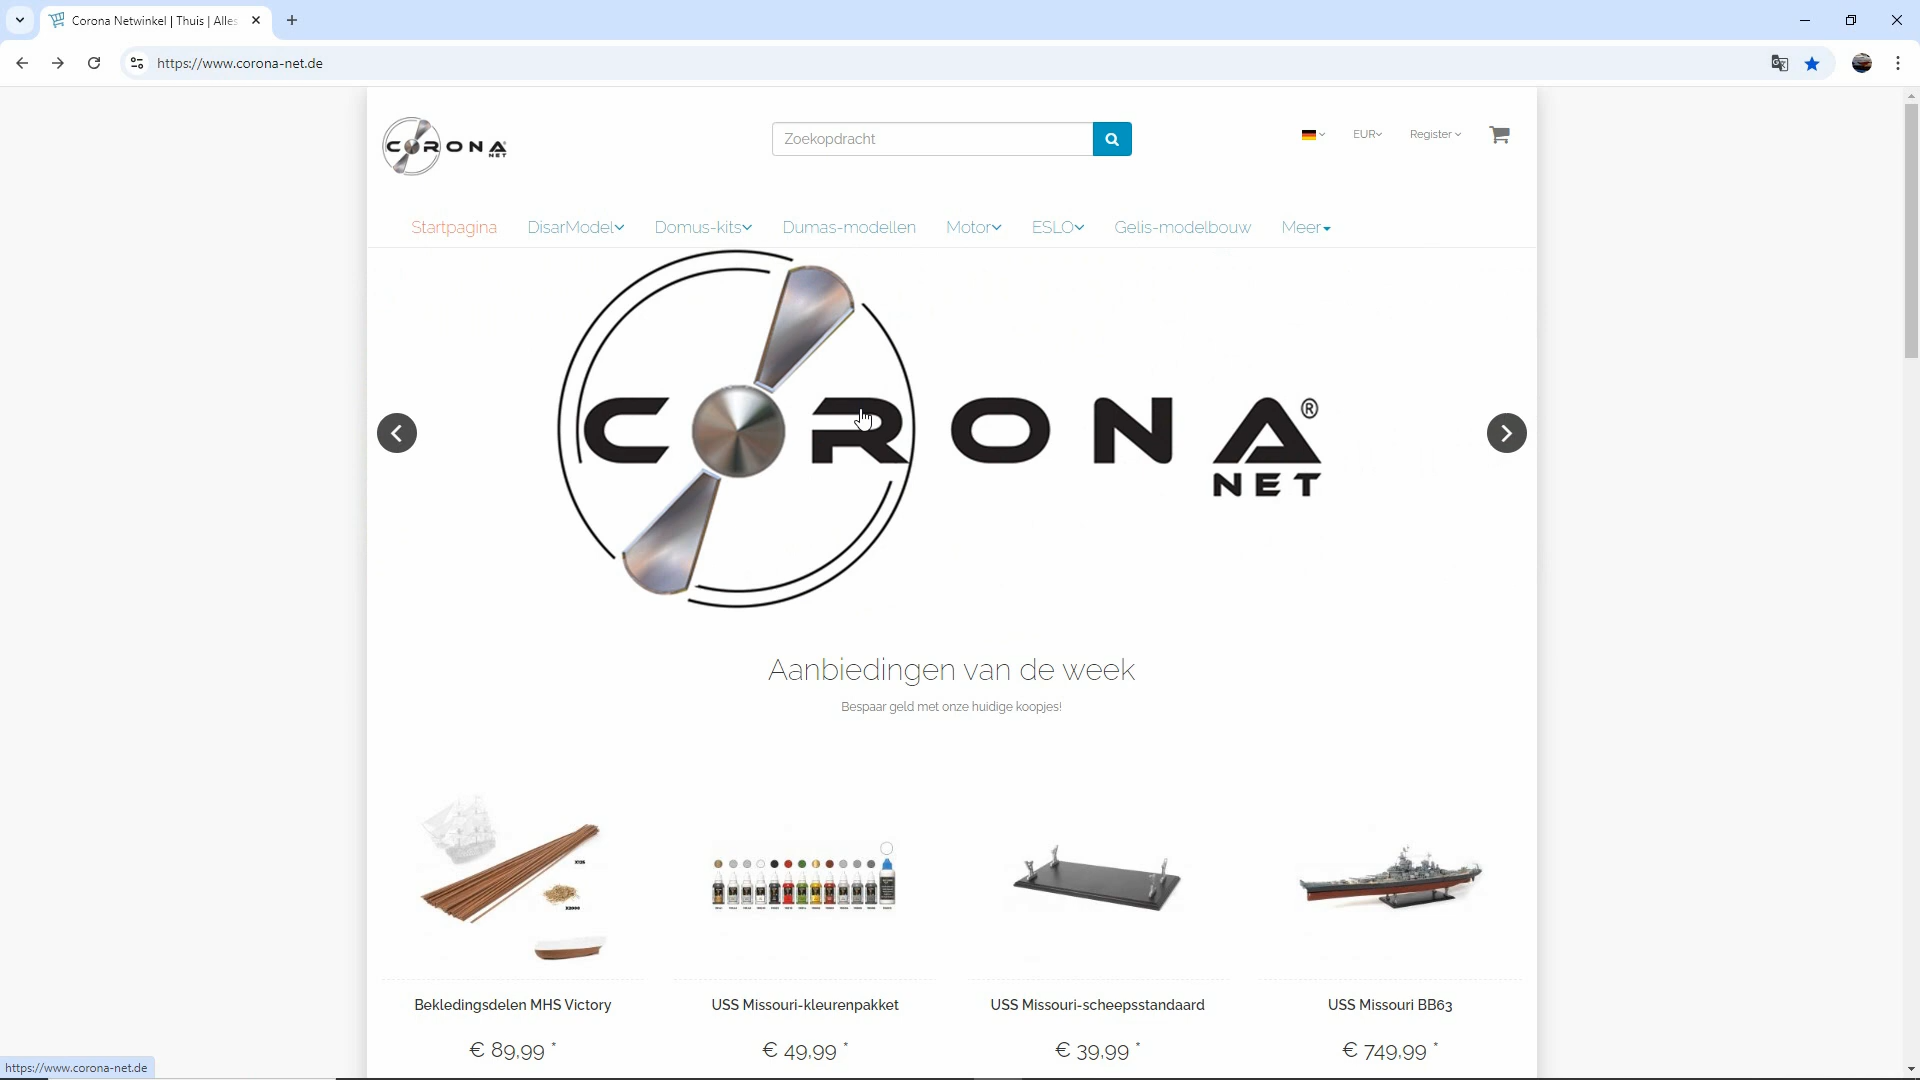 Corona Netwinkel | Thuis | Alles
https://www.corona-net.de
CORONA NET
Zoekopdracht
EUR
Register
Startpagina
DisarModel
Domus-kits
Dumas-modellen
Motor
ESLO
Gelis-modelbouw
Meer
CORONA®
NET
Aanbiedingen van de week
Bespaar geld met onze huidige koopjes!
Bekledingsdelen MHS Victory
USS Missouri-kleurenpakket
USS Missouri-scheepsstandaard
USS Missouri BB63
€ 89,99 *
€ 49,99 *
€ 39,99 *
€ 749,99 *
https://www.corona-net.de